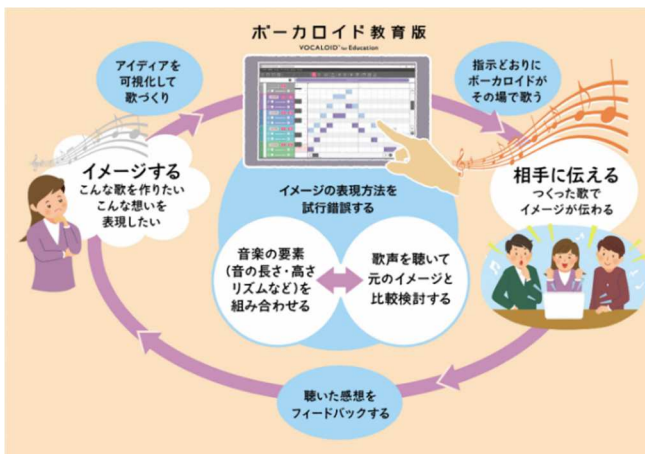 ボーカロイド教育版
VOCALOID™ for Education
アイディアを
可視化して
歌づくり
指示どおりに
ボーカロイドが
その場で歌う
イメージする
こんな歌を作りたい
こんな想いを
表現したい
相手に伝える
つくった歌で
イメージが伝わる
イメージの表現方法を
試行錯誤する
音楽の要素
(音の長さ・高さ
リズムなど)を
組み合わせる
歌声を聴いて
元のイメージと
比較検討する
聴いた感想を
フィードバックする